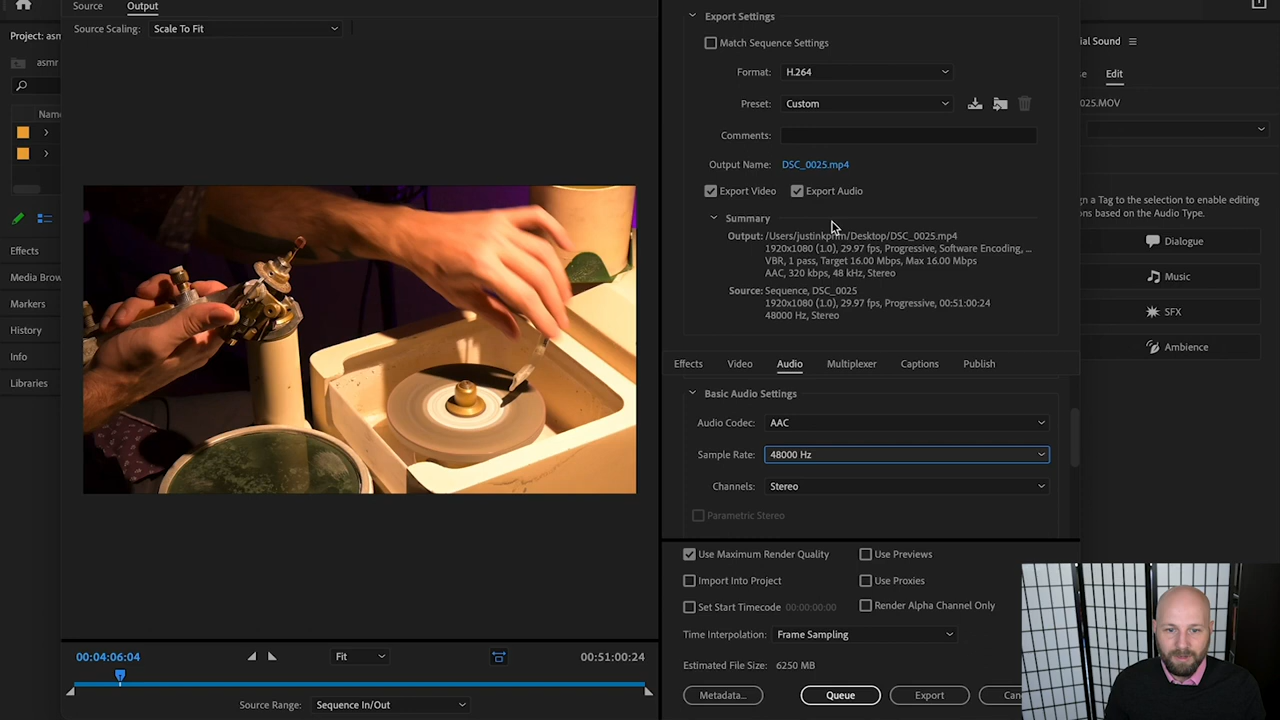 Source
Output
Source Scaling:
Scale To Fit
Project: asm
asmr
Name
Effects
Media Brow
Markers
History
Info
Libraries
00:04:06:04
Fit
00:51:00:24
Source Range:
Sequence In/Out
Export Settings
Match Sequence Settings
Format:
H.264
Preset:
Custom
Comments:
Output Name:
DSC_0025.mp4
Export Video
Export Audio
Summary
Output: /Users/justinkprim/Desktop/DSC_0025.mp4
1920x1080 (1.0), 29.97 fps, Progressive, Software Encoding, ...
VBR, 1 pass, Target 16.00 Mbps, Max 16.00 Mbps
AAC, 320 kbps, 48 kHz, Stereo
Source: Sequence, DSC_0025
1920x1080 (1.0), 29.97 fps, Progressive, 00:51:00:24
48000 Hz, Stereo
Effects
Video
Audio
Multiplexer
Captions
Publish
Basic Audio Settings
Audio Codec:
AAC
Sample Rate:
48000 Hz
Channels:
Stereo
Parametric Stereo
Use Maximum Render Quality
Use Previews
Import Into Project
Use Proxies
Set Start Timecode
00:00:00:00
Render Alpha Channel Only
Time Interpolation:
Frame Sampling
Estimated File Size:
6250 MB
Metadata...
Queue
Export
Canc
ial Sound
se
Edit
0025.MOV
gn a Tag to the selection to enable editing
ons based on the Audio Type.
Dialogue
Music
SFX
Ambience